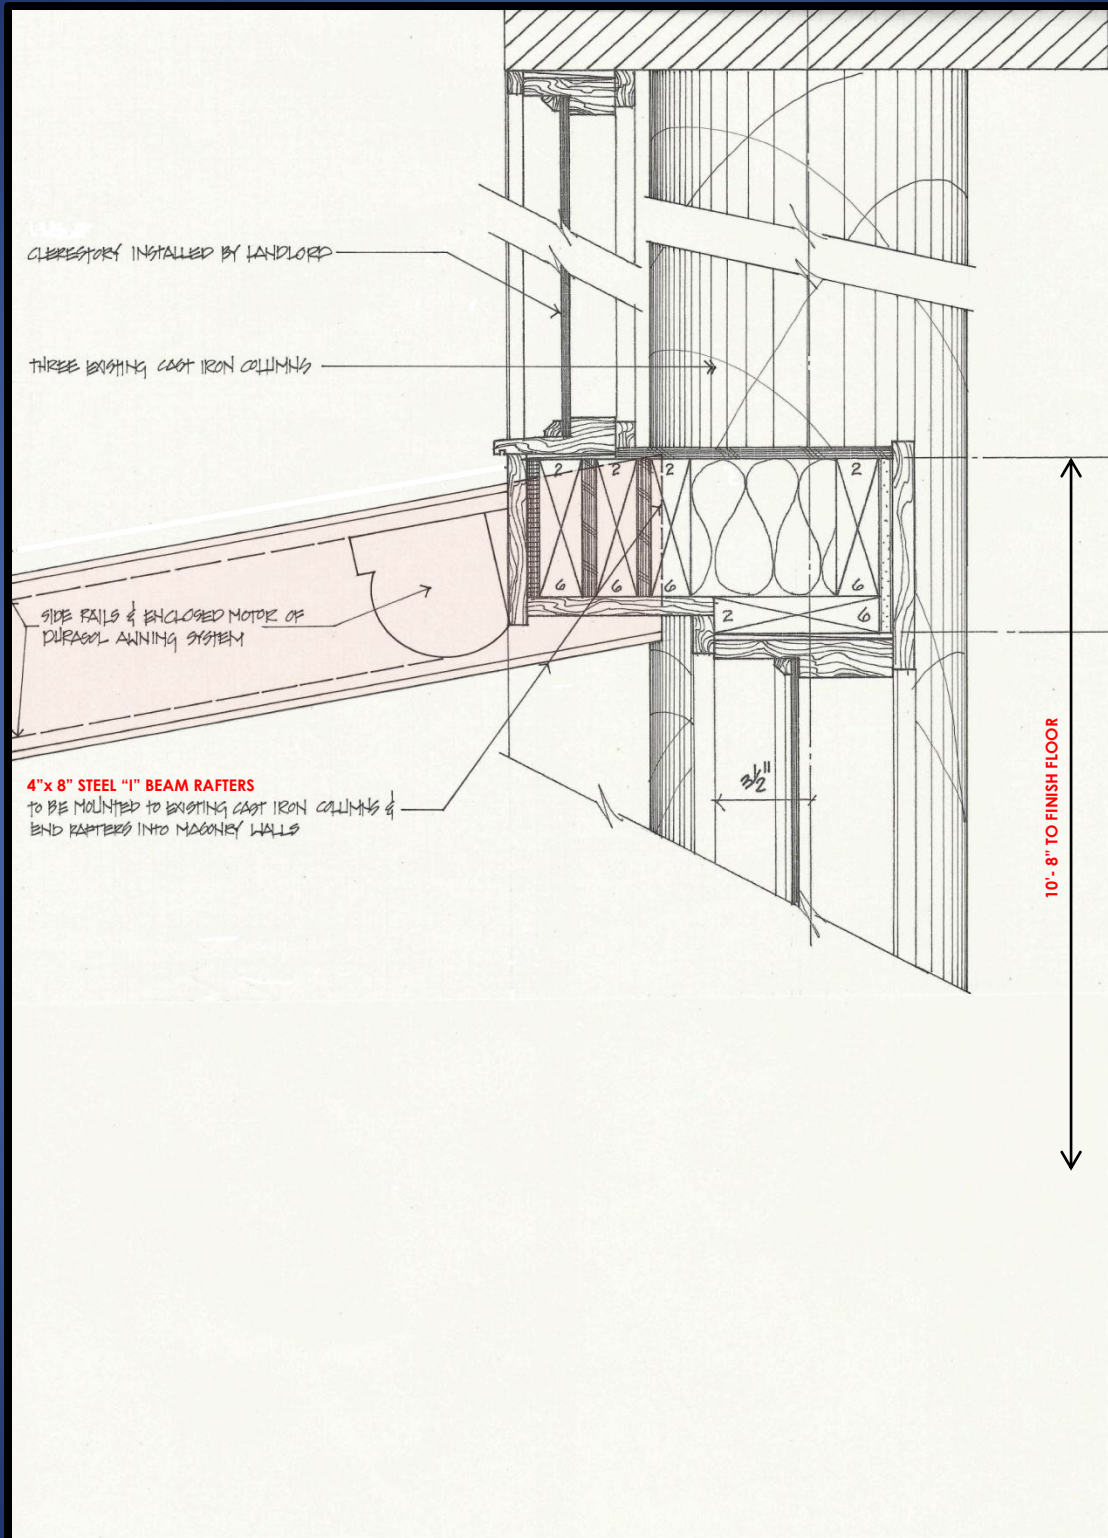 CLERESTORY INSTALLED BY LANDLORD
THREE EXISTING CAST IRON COLUMNS
2 2 2 2
6 6 6 6
2 6
SIDE RAILS & ENCLOSED MOTOR OF
DURASOL AWNING SYSTEM
3½"
4”x 8” STEEL “I” BEAM RAFTERS
TO BE MOUNTED TO EXISTING CAST IRON COLUMNS &
END RAFTERS INTO MASONRY WALLS
10'- 8” TO FINISH FLOOR